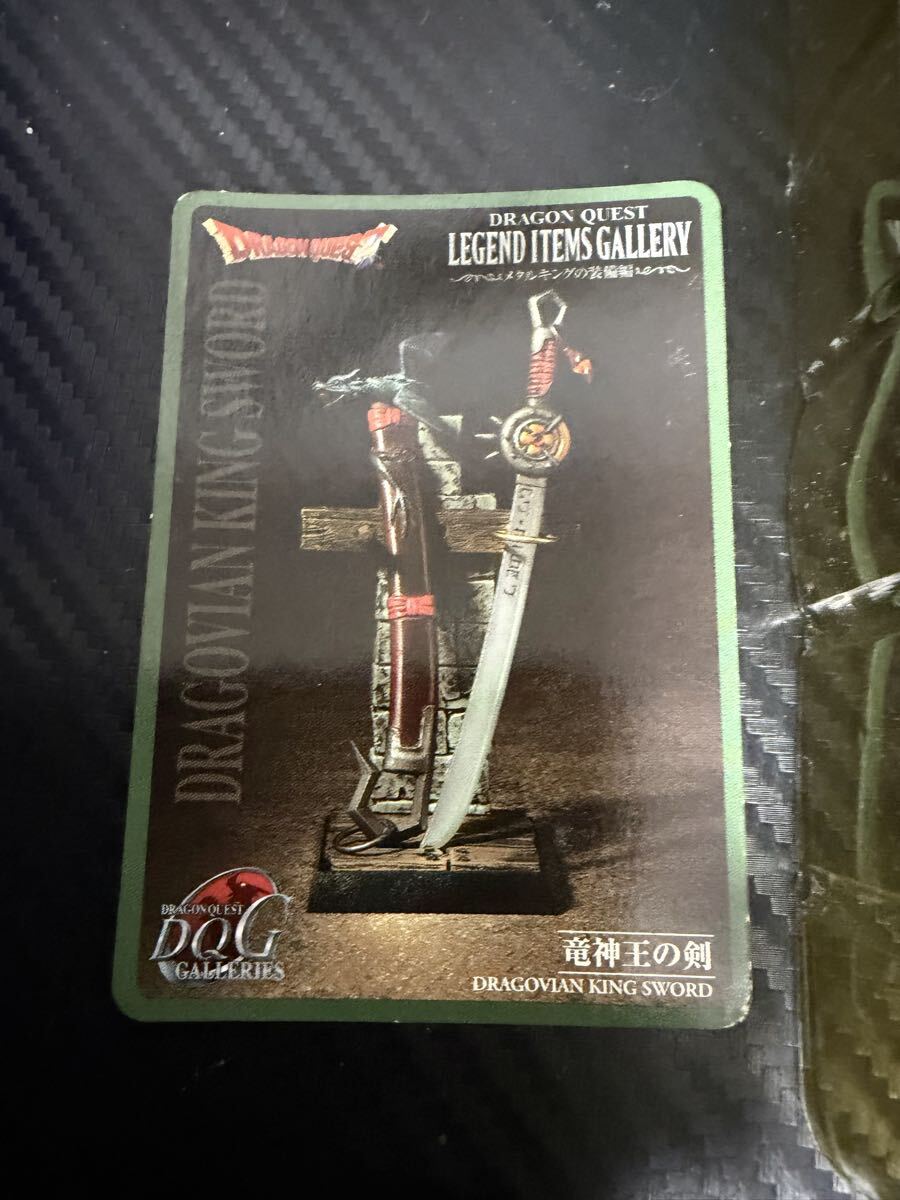 DRAGON QUEST
DRAGON QUEST
LEGEND ITEMS GALLERY
メタルキングの装備編
DRAGOVIAN KING SWORD
DRAGON QUEST
DQG
GALLERIES
竜神王の剣
DRAGOVIAN KING SWORD